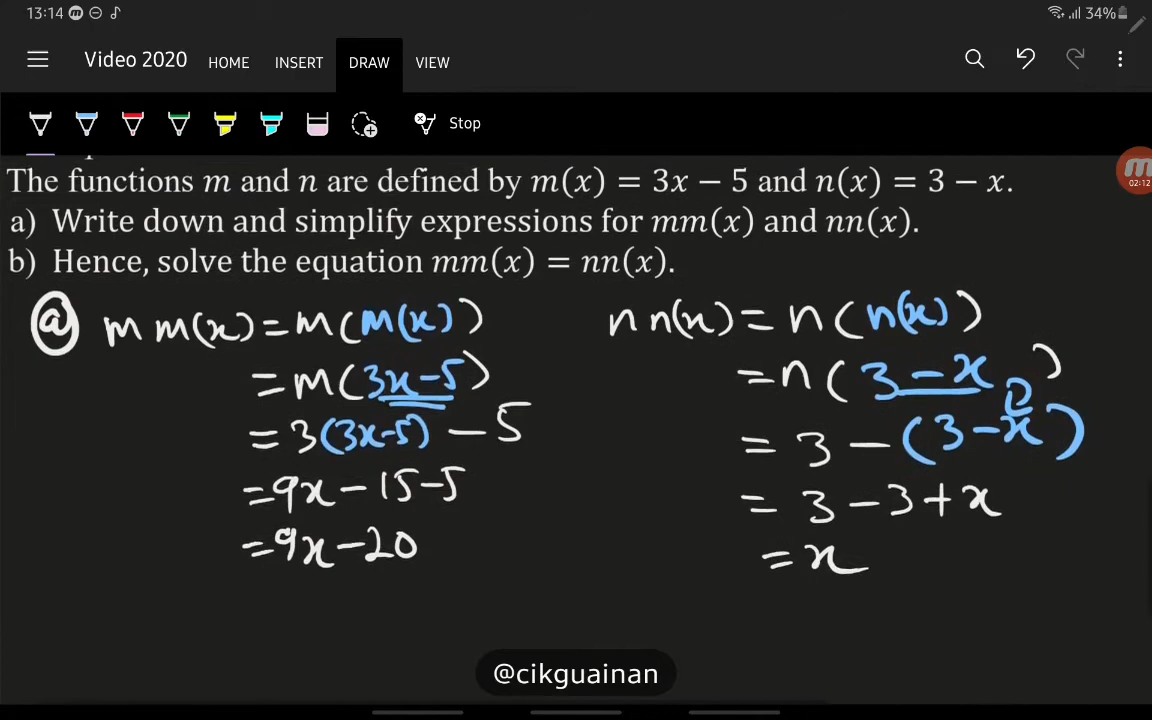 13:14 34%
Video 2020 HOME INSERT DRAW VIEW
Stop
m 02:12
The functions m and n are defined by m(x) = 3x − 5 and n(x) = 3 − x.
a) Write down and simplify expressions for mm(x) and nn(x).
b) Hence, solve the equation mm(x) = nn(x).
ⓐ m m(x) = m(m(x))
= m(3x−5)
= 3(3x−5) − 5
= 9x − 15 − 5
= 9x − 20
n n(x) = n(n(x))
= n(3 − x)
= 3 − (3 − x)
= 3 − 3 + x
= x
@cikguainan